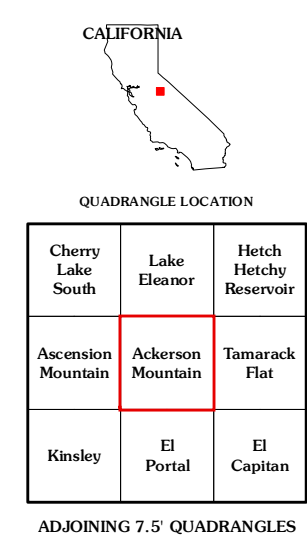 CALIFORNIA
QUADRANGLE LOCATION
Cherry
Lake
South
Lake
Eleanor
Hetch
Hetchy
Reservoir
Ascension
Mountain
Ackerson
Mountain
Tamarack
Flat
Kinsley
El
Portal
El
Capitan
ADJOINING 7.5' QUADRANGLES